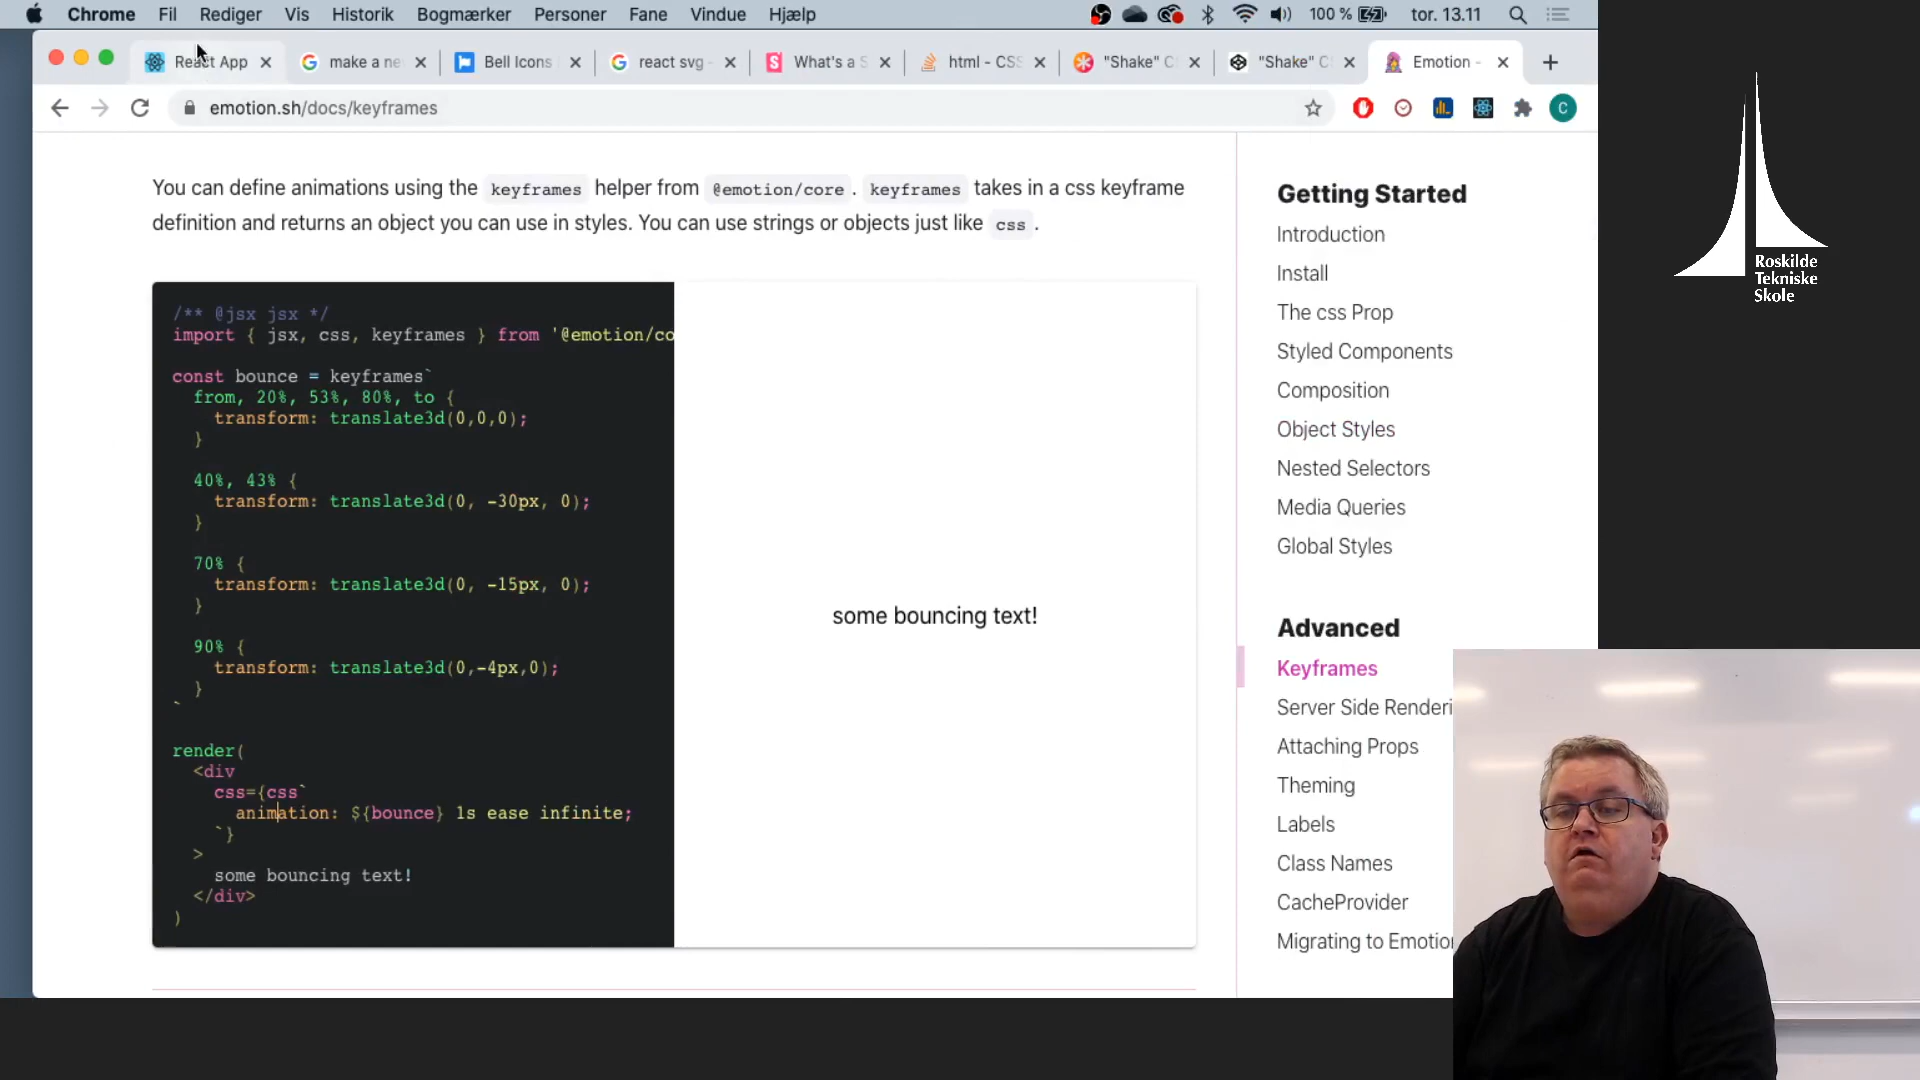 Chrome Fil Rediger Vis Historik Bogmærker Personer Fane Vindue Hjælp 100 % tor. 13.11
React App make a ne Bell Icons react svg - What's a S html - CSS "Shake" C "Shake" C Emotion -
emotion.sh/docs/keyframes C
You can define animations using the keyframes helper from @emotion/core. keyframes takes in a css keyframe
definition and returns an object you can use in styles. You can use strings or objects just like css.
/** @jsx jsx */
import { jsx, css, keyframes } from '@emotion/co
const bounce = keyframes`
from, 20%, 53%, 80%, to {
transform: translate3d(0,0,0);
}
40%, 43% {
transform: translate3d(0, -30px, 0);
}
70% {
transform: translate3d(0, -15px, 0);
}
90% {
transform: translate3d(0,-4px,0);
}
`
render(
<div
css={css`
animation: ${bounce} 1s ease infinite;
`}
>
some bouncing text!
</div>
)
some bouncing text!
Getting Started
Introduction
Install
The css Prop
Styled Components
Composition
Object Styles
Nested Selectors
Media Queries
Global Styles
Advanced
Keyframes
Server Side Renderi
Attaching Props
Theming
Labels
Class Names
CacheProvider
Migrating to Emotion
Roskilde
Tekniske
Skole